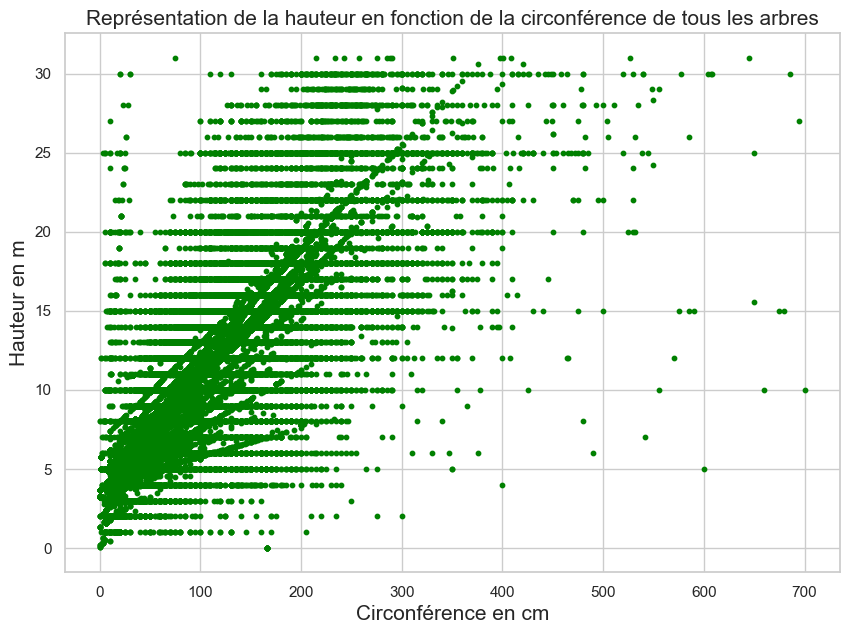 Représentation de la hauteur en fonction de la circonférence de tous les arbres
Hauteur en m
30
25
20
15
10
5
0
0 100 200 300 400 500 600 700
Circonférence en cm